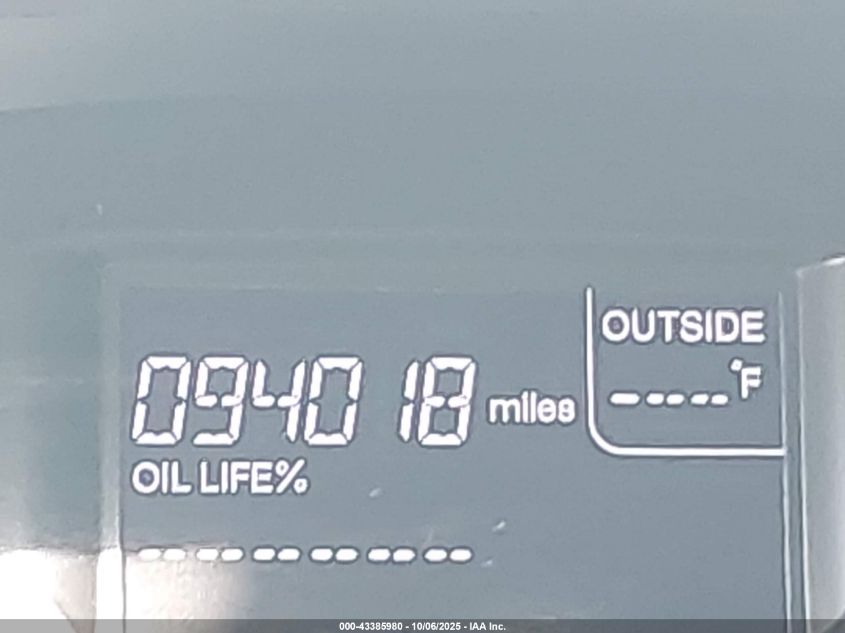 OUTSIDE
°F
094018 miles
OIL LIFE%
000-43385980 - 10/06/2025 - IAA Inc.